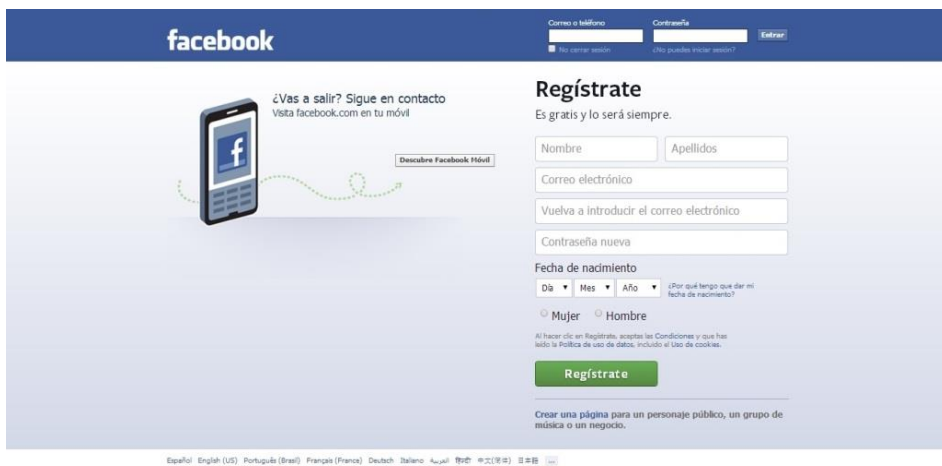 facebook
Correo o teléfono
Contraseña
Entrar
No cerrar sesión
¿No puedes iniciar sesión?
¿Vas a salir? Sigue en contacto
Visita facebook.com en tu móvil
f
Descubre Facebook Móvil
Regístrate
Es gratis y lo será siempre.
Nombre
Apellidos
Correo electrónico
Vuelva a introducir el correo electrónico
Contraseña nueva
Fecha de nacimiento
Día
Mes
Año
¿Por qué tengo que dar mi
fecha de nacimiento?
Mujer
Hombre
Al hacer clic en Regístrate, aceptas las Condiciones y que has
leído la Política de uso de datos, incluido el Uso de cookies.
Regístrate
Crear una página para un personaje público, un grupo de
música o un negocio.
Español English (US) Português (Brasil) Français (France) Deutsch Italiano العربية हिन्दी 中文(简体) 日本語 ...